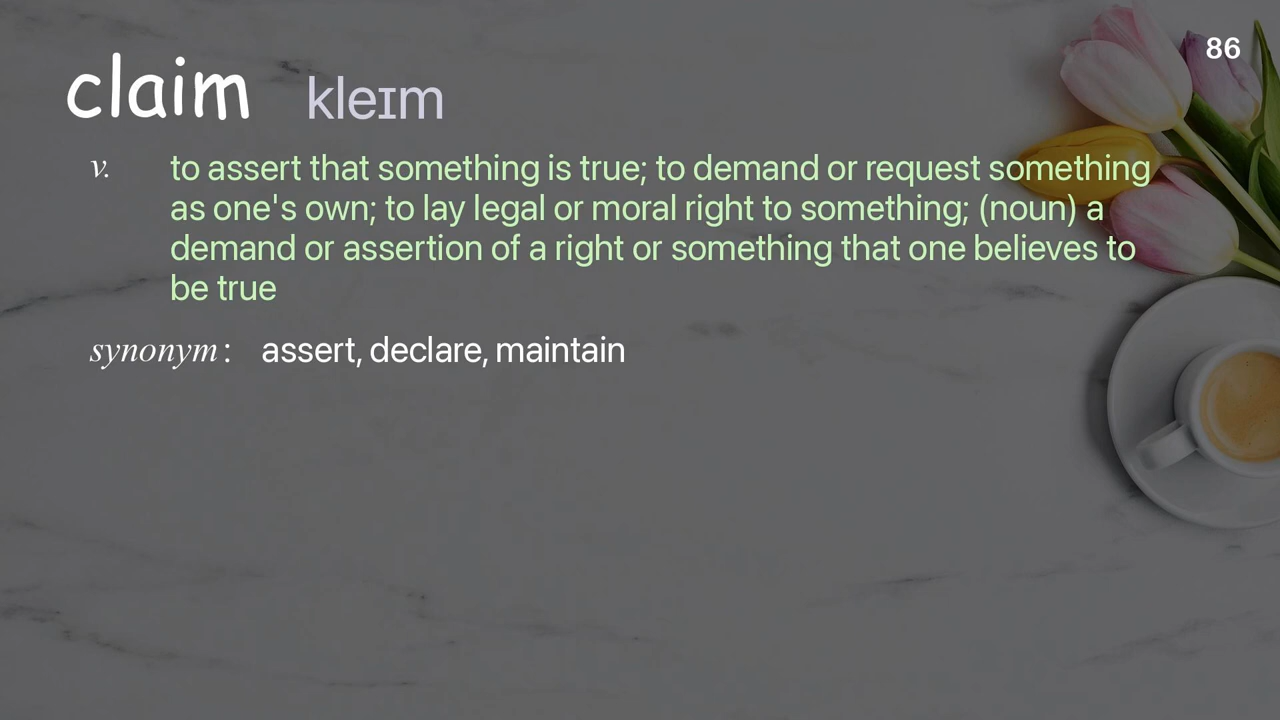 86
claim kleɪm
v. to assert that something is true; to demand or request something
as one's own; to lay legal or moral right to something; (noun) a
demand or assertion of a right or something that one believes to
be true
synonym : assert, declare, maintain